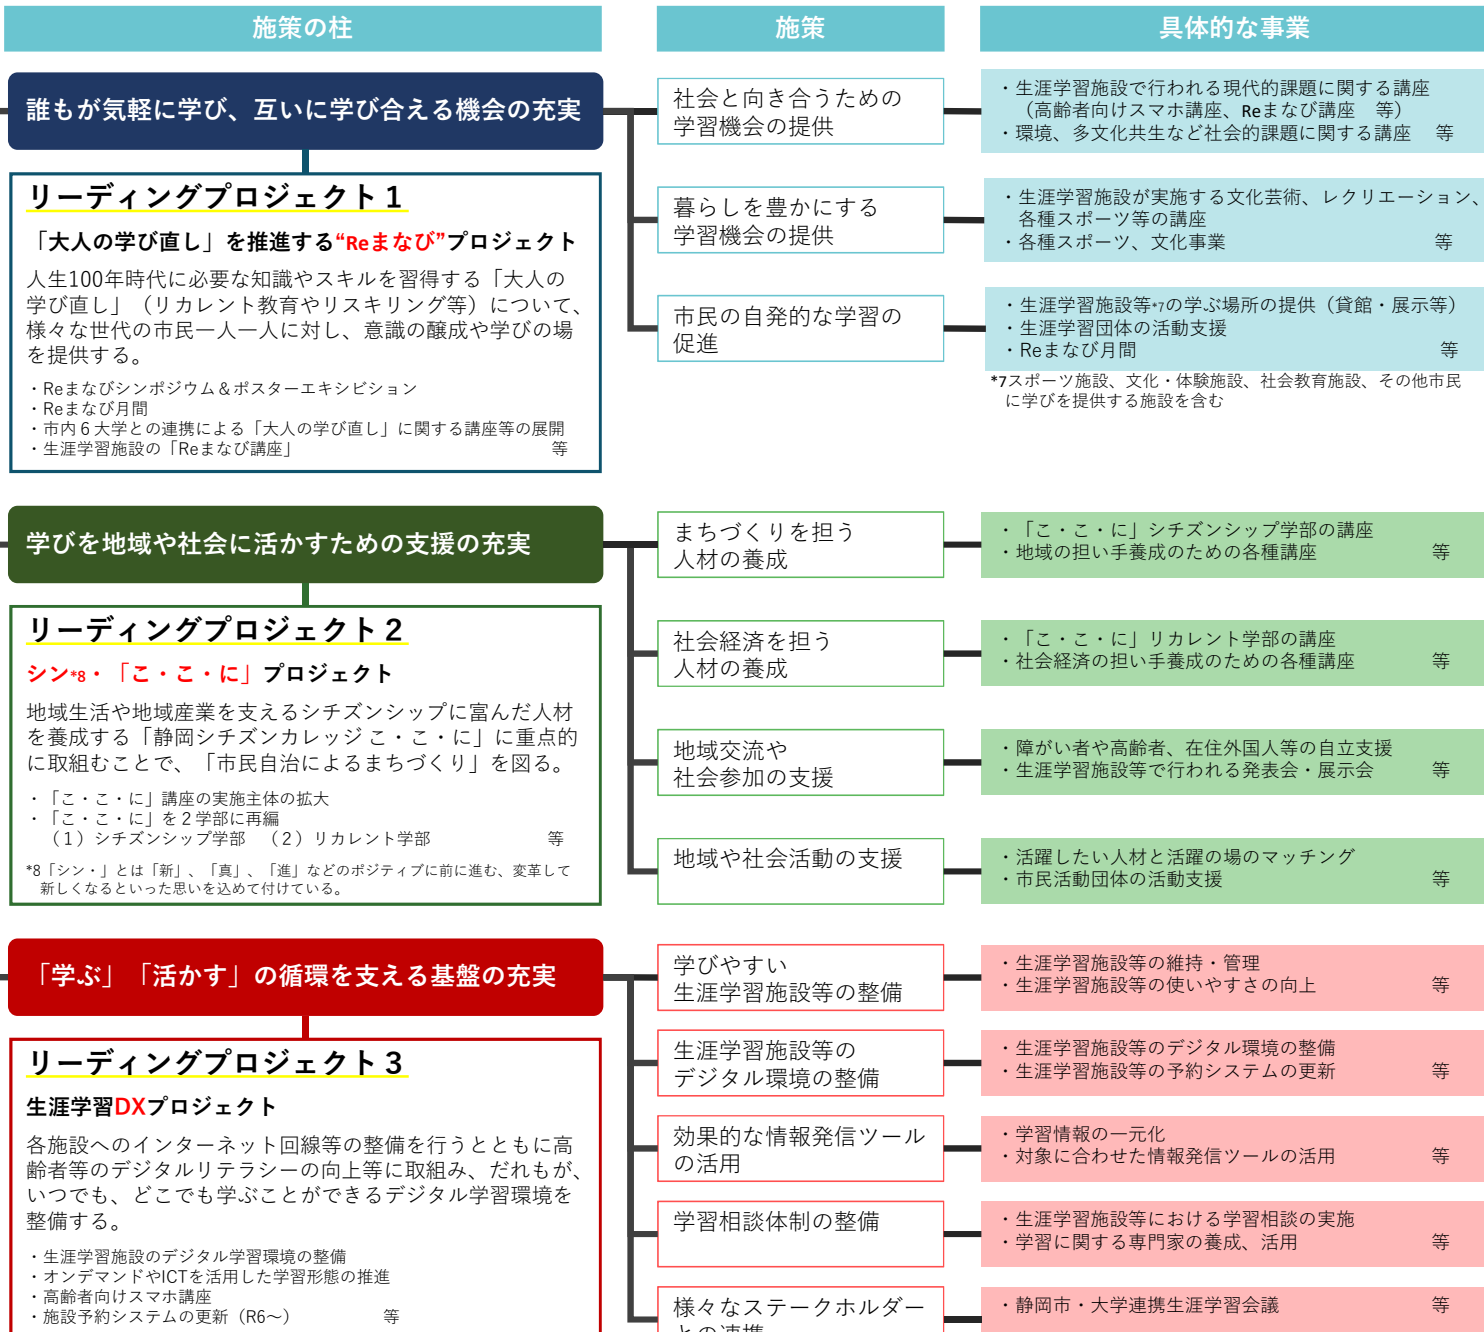 施策の柱
施策
具体的な事業
誰もが気軽に学び、互いに学び合える機会の充実
リーディングプロジェクト１
「大人の学び直し」を推進する“Reまなび”プロジェクト
人生100年時代に必要な知識やスキルを習得する「大人の
学び直し」（リカレント教育やリスキリング等）について、
様々な世代の市民一人一人に対し、意識の醸成や学びの場
を提供する。
・Reまなびシンポジウム＆ポスターエキシビション
・Reまなび月間
・市内６大学との連携による「大人の学び直し」に関する講座等の展開
・生涯学習施設の「Reまなび講座」 等
社会と向き合うための
学習機会の提供
・生涯学習施設で行われる現代的課題に関する講座
（高齢者向けスマホ講座、Reまなび講座　等）
・環境、多文化共生など社会的課題に関する講座　等
暮らしを豊かにする
学習機会の提供
・生涯学習施設が実施する文化芸術、レクリエーション、
各種スポーツ等の講座
・各種スポーツ、文化事業 等
市民の自発的な学習の
促進
・生涯学習施設等*7の学ぶ場所の提供（貸館・展示等）
・生涯学習団体の活動支援
・Reまなび月間 等
*7スポーツ施設、文化・体験施設、社会教育施設、その他市民
に学びを提供する施設を含む
学びを地域や社会に活かすための支援の充実
リーディングプロジェクト２
シン*8・「こ・こ・に」プロジェクト
地域生活や地域産業を支えるシチズンシップに富んだ人材
を養成する「静岡シチズンカレッジ こ・こ・に」に重点的
に取組むことで、「市民自治によるまちづくり」を図る。
・「こ・こ・に」講座の実施主体の拡大
・「こ・こ・に」を２学部に再編
（１）シチズンシップ学部　（２）リカレント学部 等
*8「シン・」とは「新」、「真」、「進」などのポジティブに前に進む、変革して
新しくなるといった思いを込めて付けている。
まちづくりを担う
人材の養成
・「こ・こ・に」シチズンシップ学部の講座
・地域の担い手養成のための各種講座 等
社会経済を担う
人材の養成
・「こ・こ・に」リカレント学部の講座
・社会経済の担い手養成のための各種講座 等
地域交流や
社会参加の支援
・障がい者や高齢者、在住外国人等の自立支援
・生涯学習施設等で行われる発表会・展示会 等
地域や社会活動の支援
・活躍したい人材と活躍の場のマッチング
・市民活動団体の活動支援 等
「学ぶ」「活かす」の循環を支える基盤の充実
リーディングプロジェクト３
生涯学習DXプロジェクト
各施設へのインターネット回線等の整備を行うとともに高
齢者等のデジタルリテラシーの向上等に取組み、だれもが、
いつでも、どこでも学ぶことができるデジタル学習環境を
整備する。
・生涯学習施設のデジタル学習環境の整備
・オンデマンドやICTを活用した学習形態の推進
・高齢者向けスマホ講座
・施設予約システムの更新（R6～） 等
学びやすい
生涯学習施設等の整備
・生涯学習施設等の維持・管理
・生涯学習施設等の使いやすさの向上 等
生涯学習施設等の
デジタル環境の整備
・生涯学習施設等のデジタル環境の整備
・生涯学習施設等の予約システムの更新 等
効果的な情報発信ツール
の活用
・学習情報の一元化
・対象に合わせた情報発信ツールの活用 等
学習相談体制の整備
・生涯学習施設等における学習相談の実施
・学習に関する専門家の養成、活用 等
様々なステークホルダー
との連携
・静岡市・大学連携生涯学習会議 等